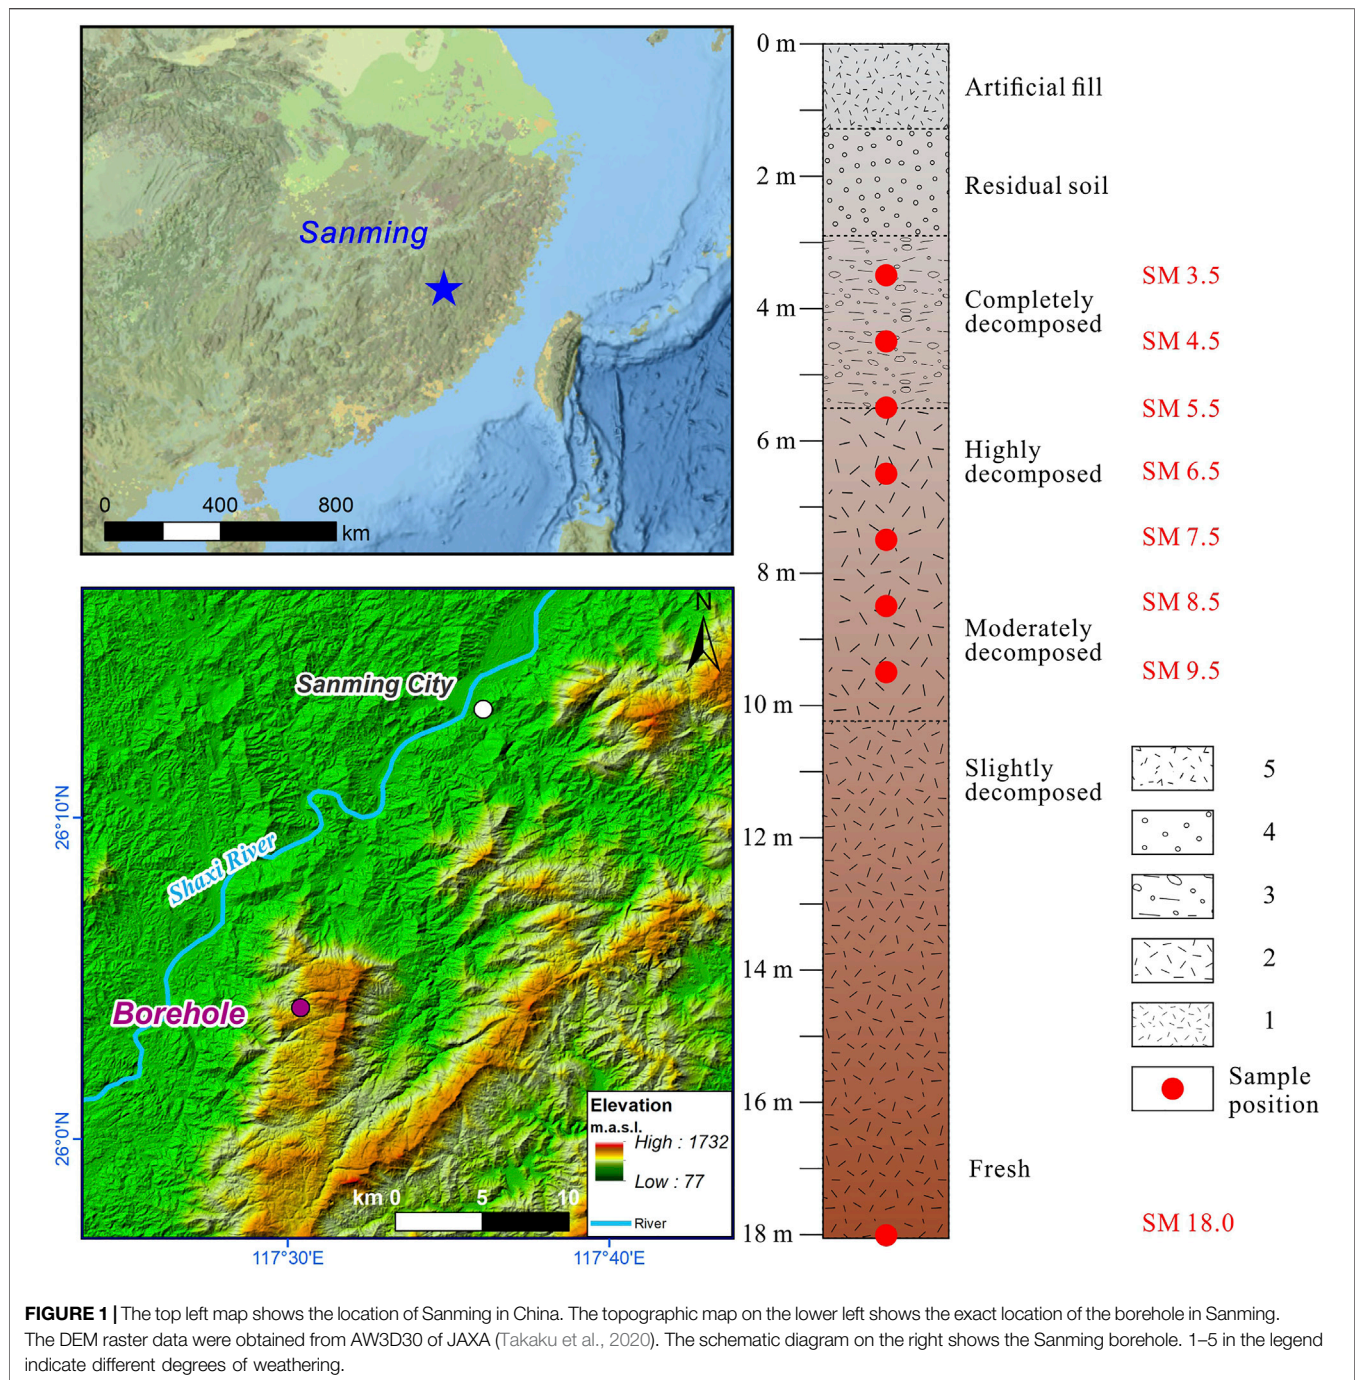 Sanming
0 400 800
km
N
Sanming City
Shaxi River
Borehole
26°10'N
26°0'N
117°30'E 117°40'E
Elevation
m.a.s.l.
High : 1732
Low : 77
km 0 5 10
River
0 m
2 m
4 m
6 m
8 m
10 m
12 m
14 m
16 m
18 m
Artificial fill
Residual soil
Completely
decomposed
Highly
decomposed
Moderately
decomposed
Slightly
decomposed
Fresh
SM 3.5
SM 4.5
SM 5.5
SM 6.5
SM 7.5
SM 8.5
SM 9.5
SM 18.0
5
4
3
2
1
Sample
position
FIGURE 1 | The top left map shows the location of Sanming in China. The topographic map on the lower left shows the exact location of the borehole in Sanming.
The DEM raster data were obtained from AW3D30 of JAXA (Takaku et al., 2020). The schematic diagram on the right shows the Sanming borehole. 1–5 in the legend
indicate different degrees of weathering.